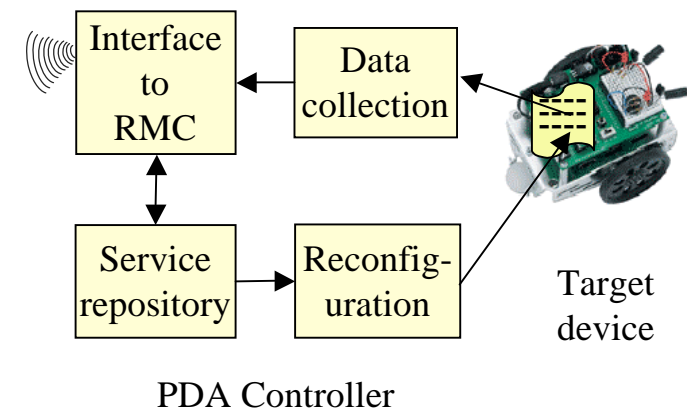 Interface
to
RMC
Data
collection
Service
repository
Reconfig-
uration
Target
device
PDA Controller